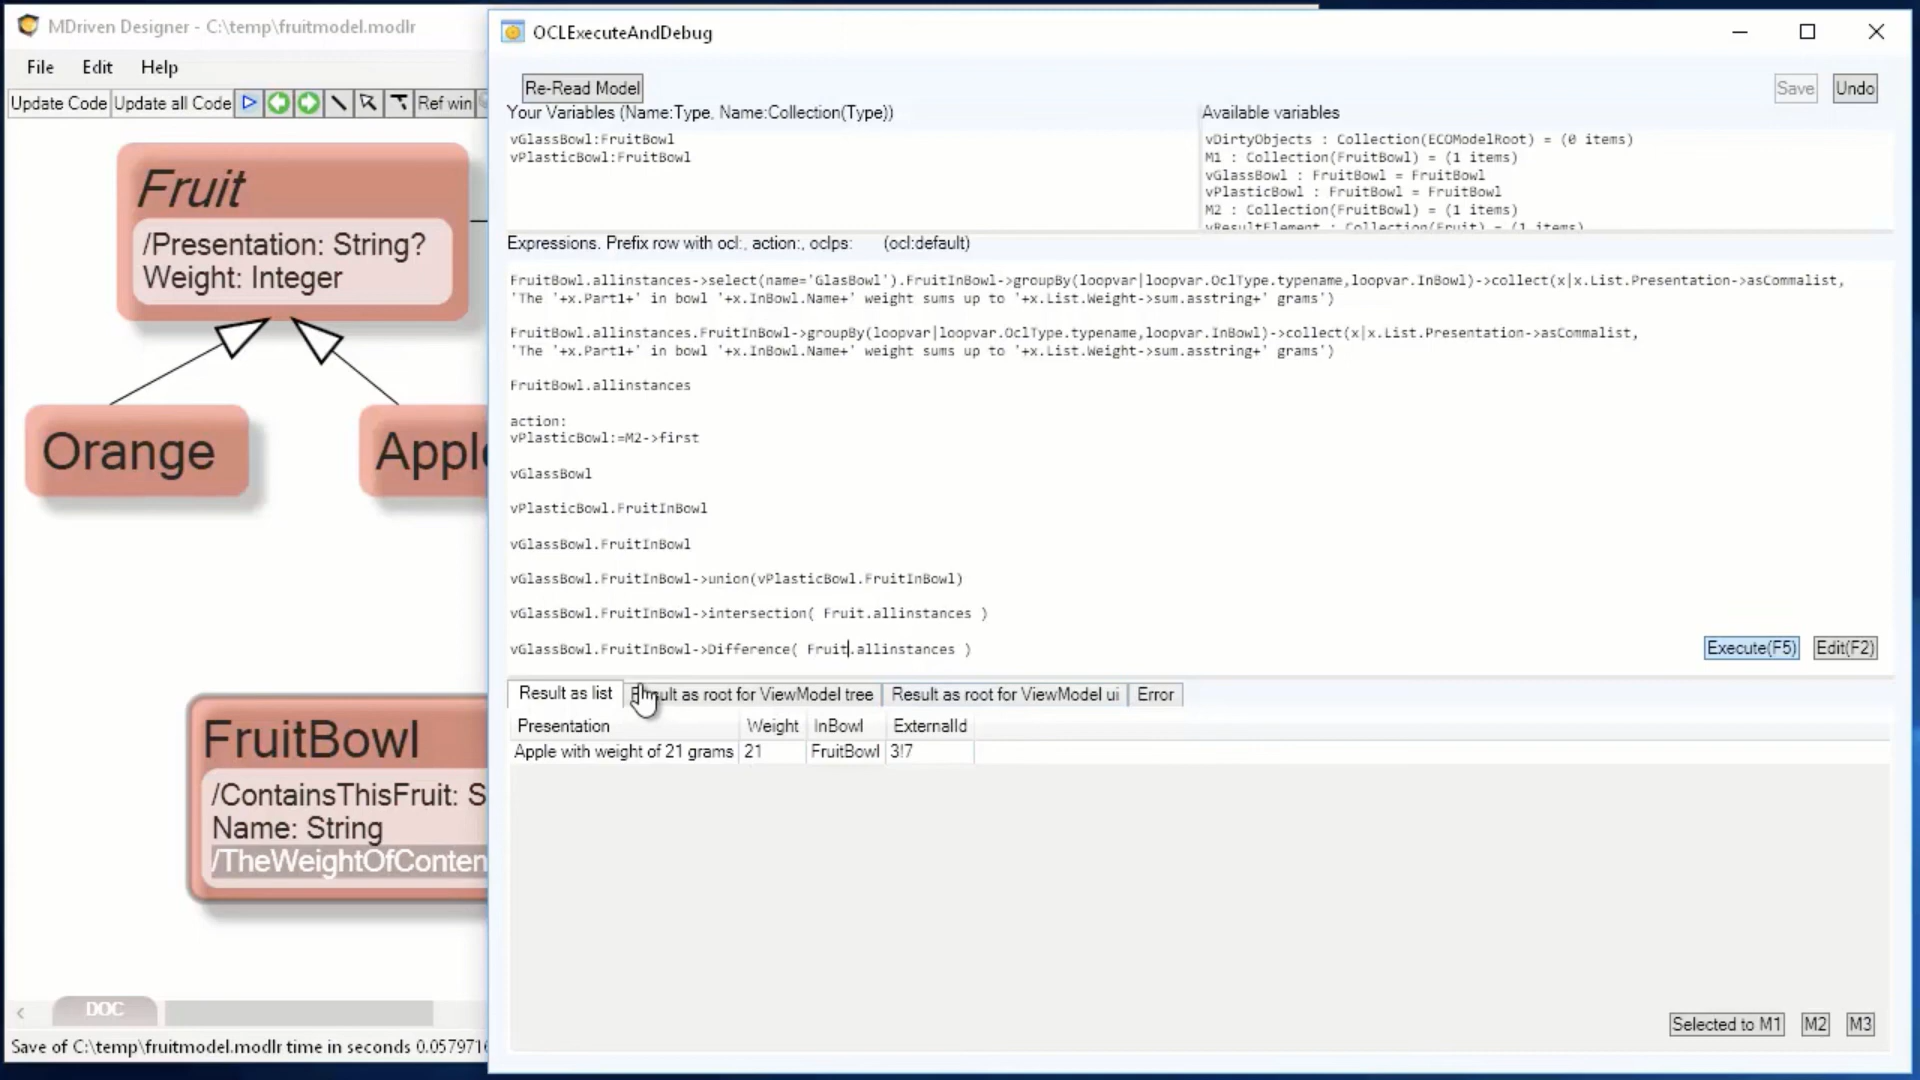 MDriven Designer - C:\temp\fruitmodel.modlr
File Edit Help
Update Code Update all Code Ref win
Fruit
/Presentation: String?
Weight: Integer
Orange
Apple
FruitBowl
/ContainsThisFruit: S
Name: String
/TheWeightOfConten
DOC
Save of C:\temp\fruitmodel.modlr time in seconds 0.0579716
OCLExecuteAndDebug
Re-Read Model
Save Undo
Your Variables (Name:Type, Name:Collection(Type))
vGlassBowl:FruitBowl
vPlasticBowl:FruitBowl
Available variables
vDirtyObjects : Collection(ECOModelRoot) = (0 items)
M1 : Collection(FruitBowl) = (1 items)
vGlassBowl : FruitBowl = FruitBowl
vPlasticBowl : FruitBowl = FruitBowl
M2 : Collection(FruitBowl) = (1 items)
vResultElement : Collection(Fruit) = (1 items)
Expressions. Prefix row with ocl:, action:, oclps: (ocl:default)
FruitBowl.allinstances->select(name='GlasBowl').FruitInBowl->groupBy(loopvar|loopvar.OclType.typename,loopvar.InBowl)->collect(x|x.List.Presentation->asCommalist,
'The '+x.Part1+' in bowl '+x.InBowl.Name+' weight sums up to '+x.List.Weight->sum.asstring+' grams')
FruitBowl.allinstances.FruitInBowl->groupBy(loopvar|loopvar.OclType.typename,loopvar.InBowl)->collect(x|x.List.Presentation->asCommalist,
'The '+x.Part1+' in bowl '+x.InBowl.Name+' weight sums up to '+x.List.Weight->sum.asstring+' grams')
FruitBowl.allinstances
action:
vPlasticBowl:=M2->first
vGlassBowl
vPlasticBowl.FruitInBowl
vGlassBowl.FruitInBowl
vGlassBowl.FruitInBowl->union(vPlasticBowl.FruitInBowl)
vGlassBowl.FruitInBowl->intersection( Fruit.allinstances )
vGlassBowl.FruitInBowl->Difference( Fruit.allinstances )
Execute(F5) Edit(F2)
Result as list Result as root for ViewModel tree Result as root for ViewModel ui Error
Presentation Weight InBowl ExternalId
Apple with weight of 21 grams 21 FruitBowl 3!7
Selected to M1 M2 M3